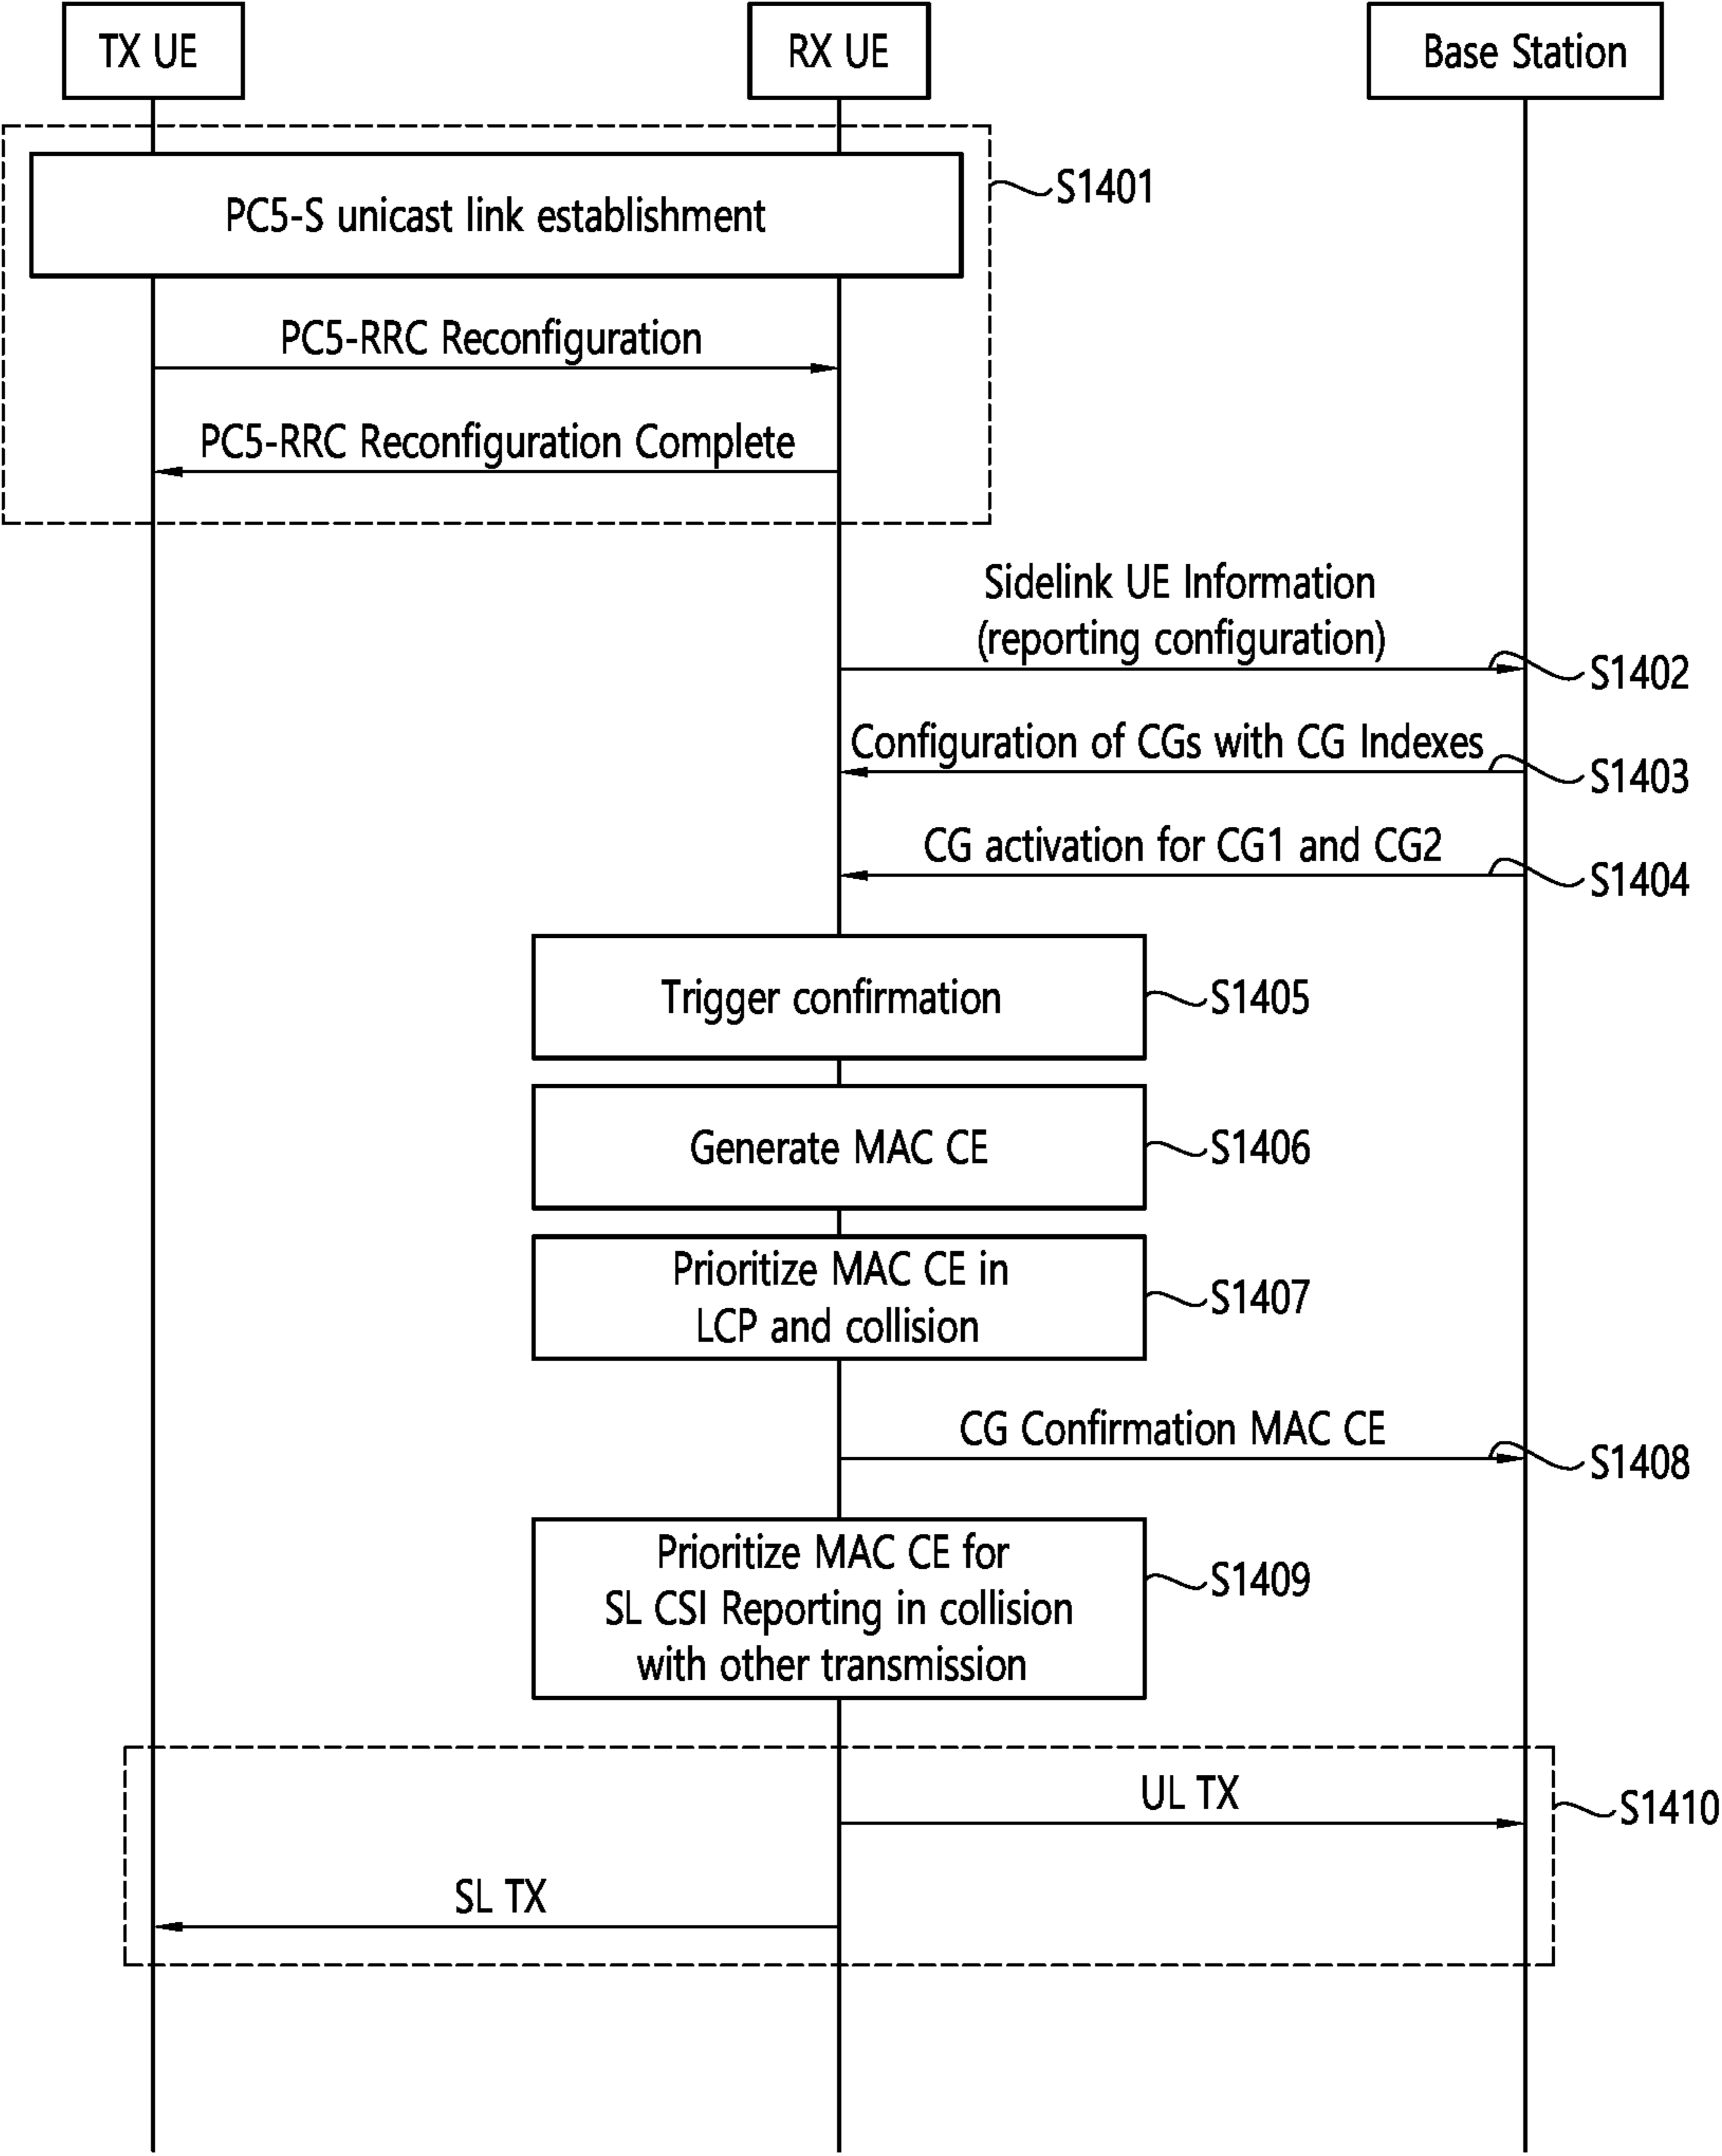 TX UE
RX UE
Base Station
PC5-S unicast link establishment
S1401
PC5-RRC Reconfiguration
PC5-RRC Reconfiguration Complete
Sidelink UE Information
(reporting configuration)
S1402
Configuration of CGs with CG Indexes
S1403
CG activation for CG1 and CG2
S1404
Trigger confirmation
S1405
Generate MAC CE
S1406
Prioritize MAC CE in
LCP and collision
S1407
CG Confirmation MAC CE
S1408
Prioritize MAC CE for
SL CSI Reporting in collision
with other transmission
S1409
UL TX
S1410
SL TX